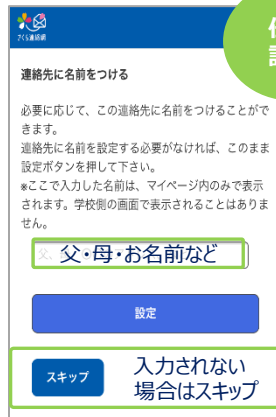 さくら連絡網
連絡先に名前をつける
必要に応じて、この連絡先に名前をつけることがで
きます。
連絡先に名前を設定する必要がなければ、このまま
設定ボタンを押して下さい。
※ここで入力した名前は、マイページ内のみで表示
されます。学校側の画面で表示されることはありま
せん。
父・母・お名前など
設定
スキップ
入力されない
場合はスキップ